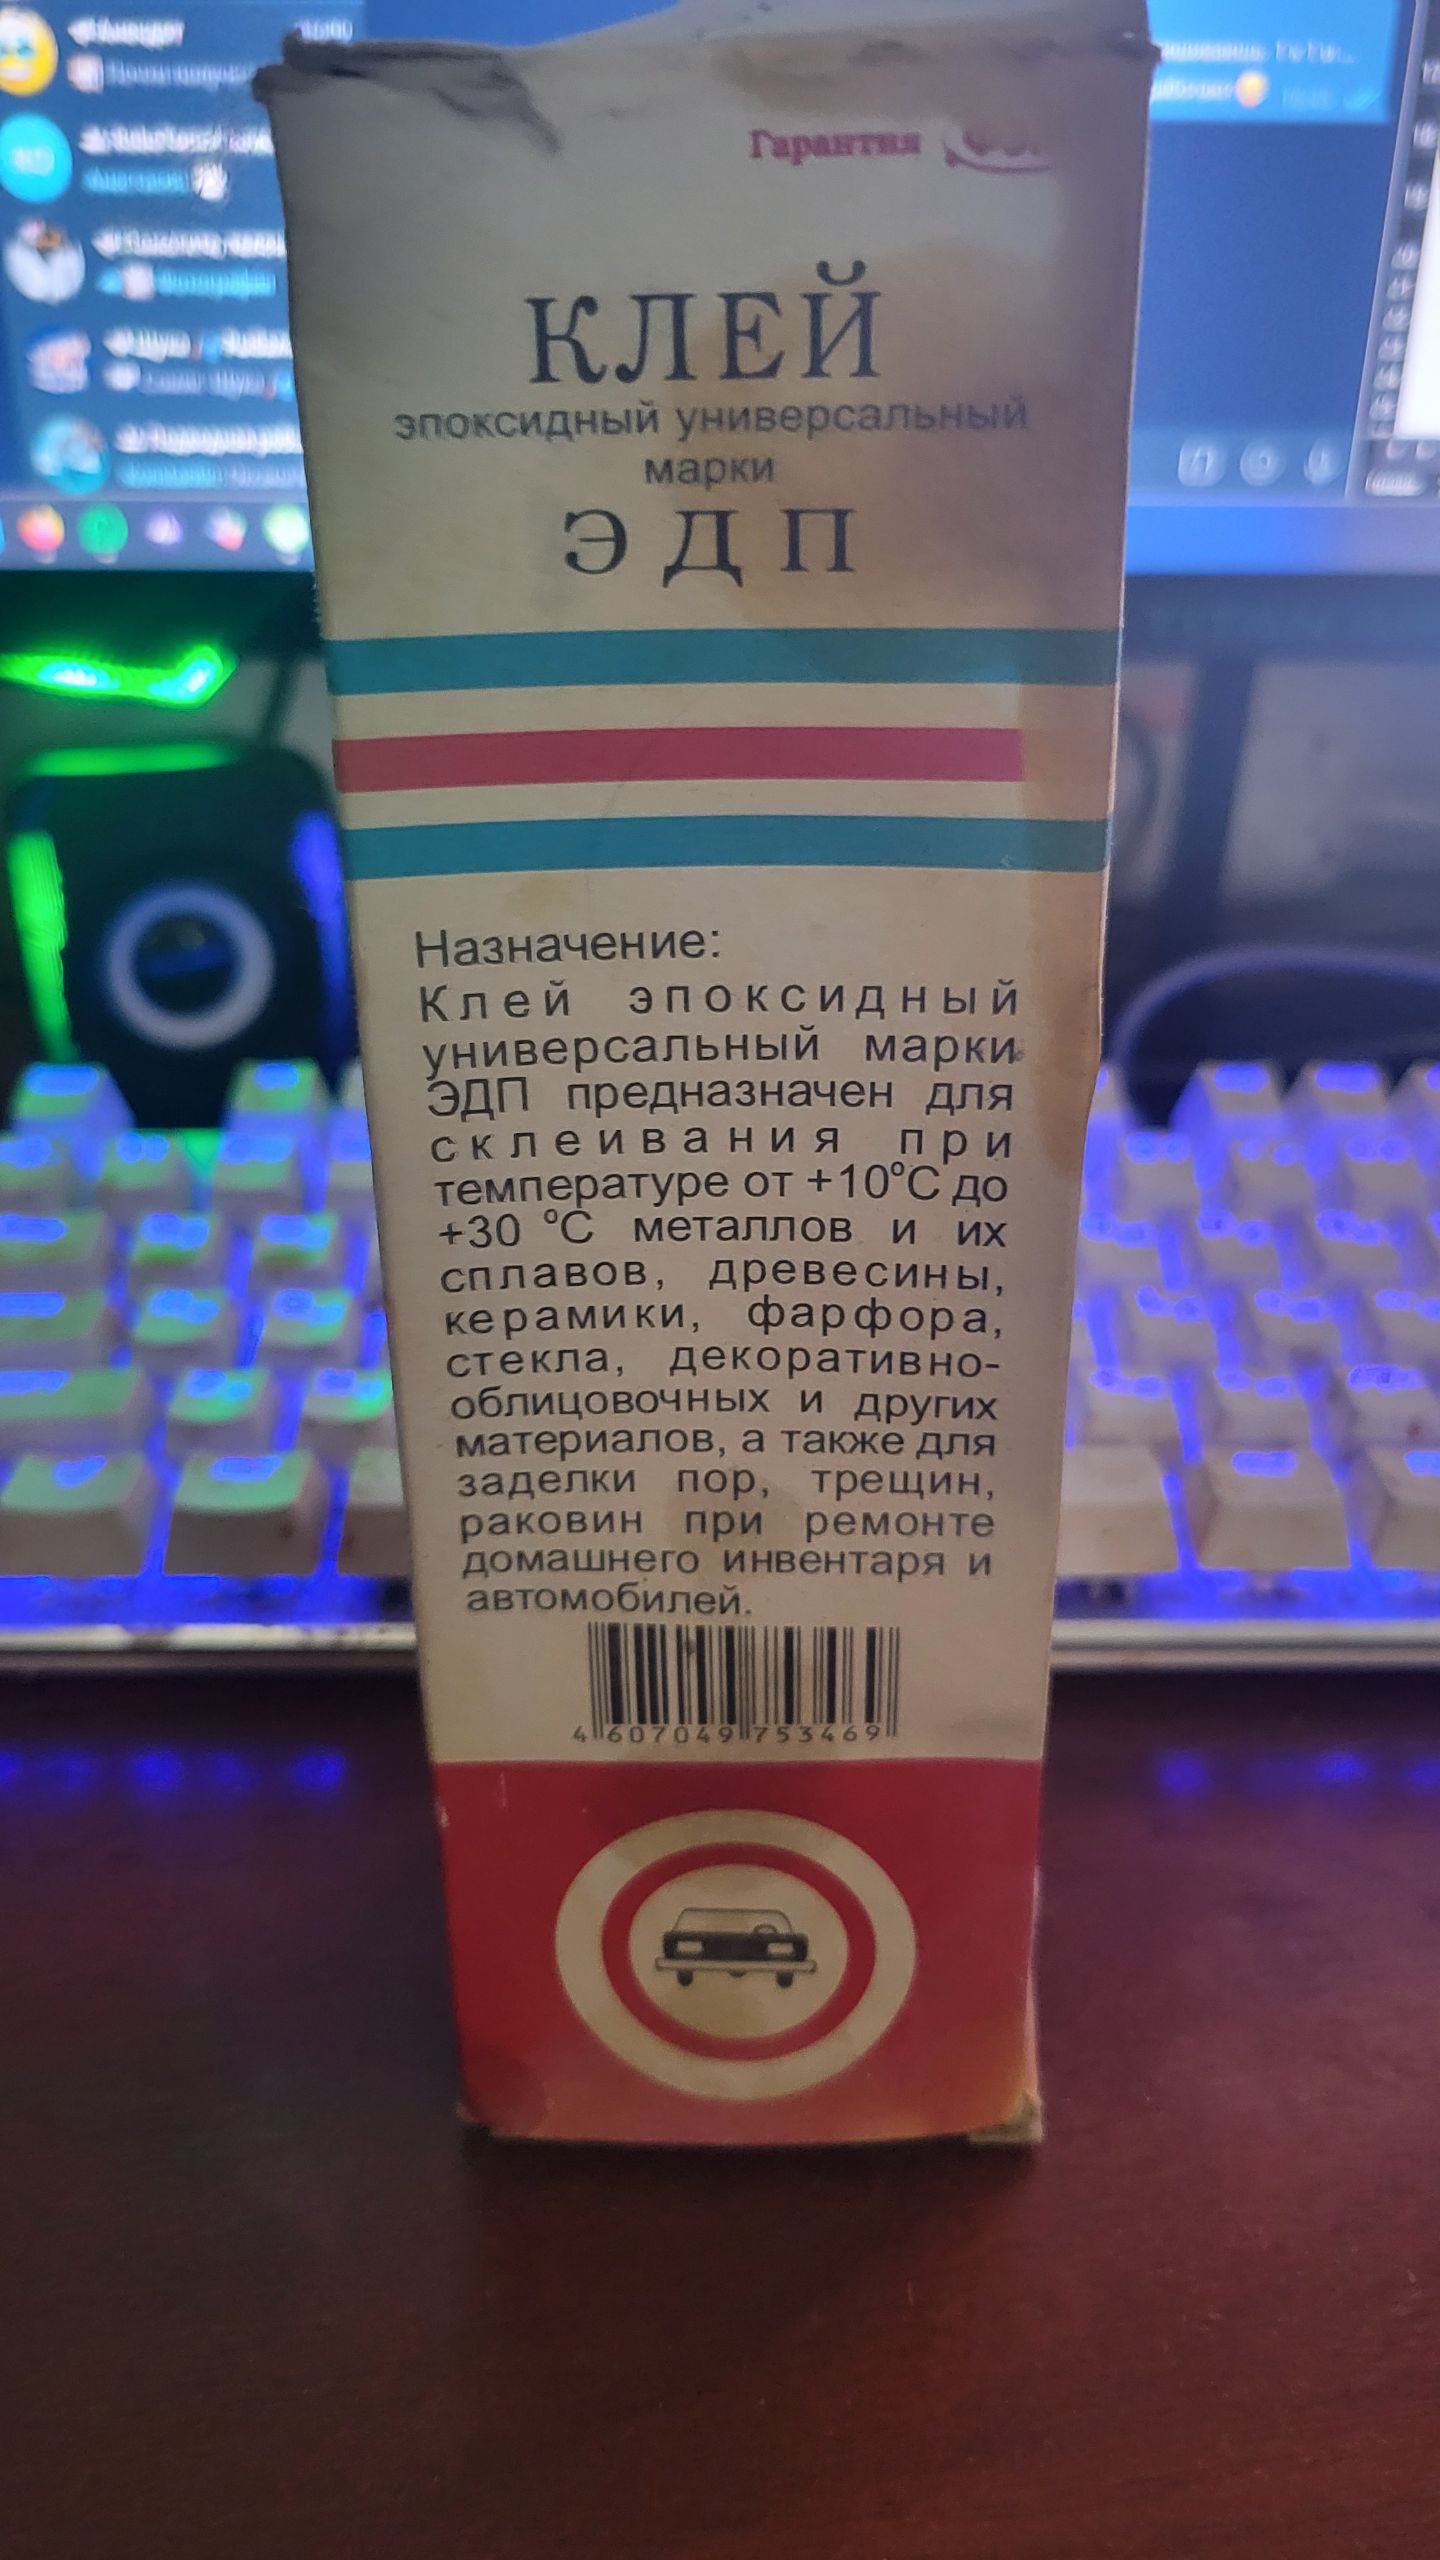 Гарантия
КЛЕЙ
эпоксидный универсальный
марки
ЭДП
Назначение:
Клей эпоксидный
универсальный марки
ЭДП предназначен для
склеивания при
температуре от +10°С до
+30 °С металлов и их
сплавов, древесины,
керамики, фарфора,
стекла, декоративно-
облицовочных и других
материалов, а также для
заделки пор, трещин,
раковин при ремонте
домашнего инвентаря и
автомобилей.
4 607049 753469